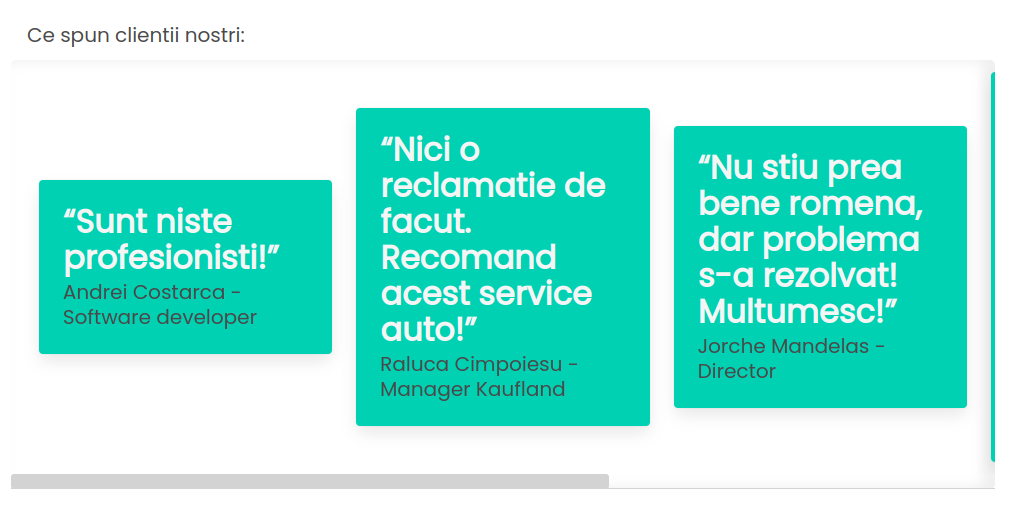 Ce spun clientii nostri:
“Sunt niste
profesionisti!”
Andrei Costarca -
Software developer
“Nici o
reclamatie de
facut.
Recomand
acest service
auto!”
Raluca Cimpoiesu -
Manager Kaufland
“Nu stiu prea
bene romena,
dar problema
s-a rezolvat!
Multumesc!”
Jorche Mandelas -
Director